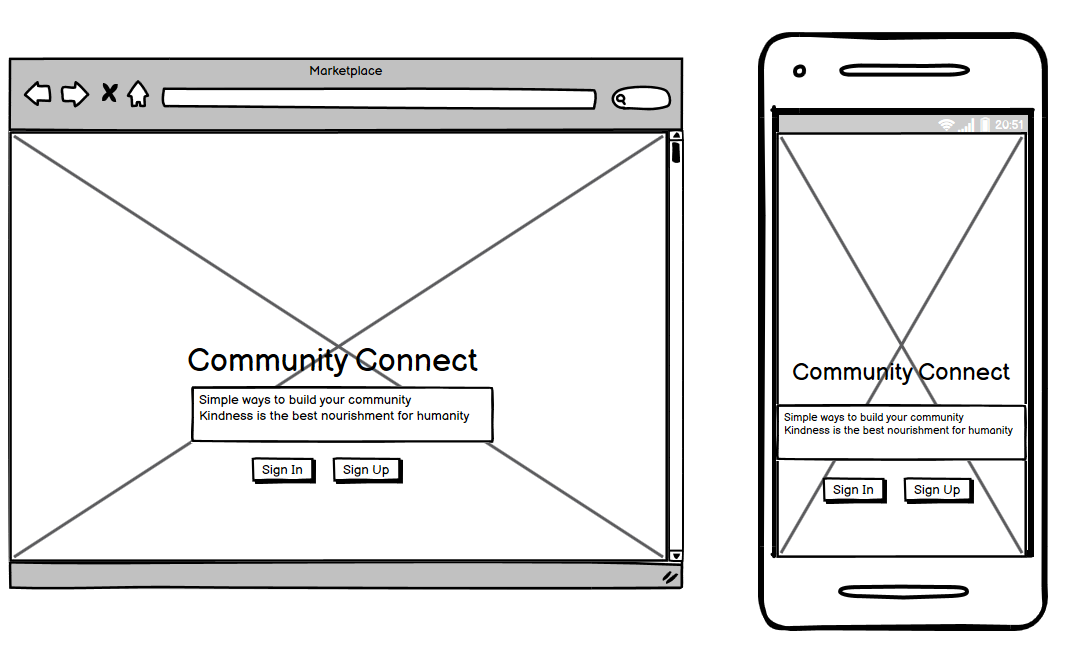 Marketplace
Community Connect
Simple ways to build your community
Kindness is the best nourishment for humanity
Sign In
Sign Up
20:51
Community Connect
Simple ways to build your community
Kindness is the best nourishment for humanity
Sign In
Sign Up